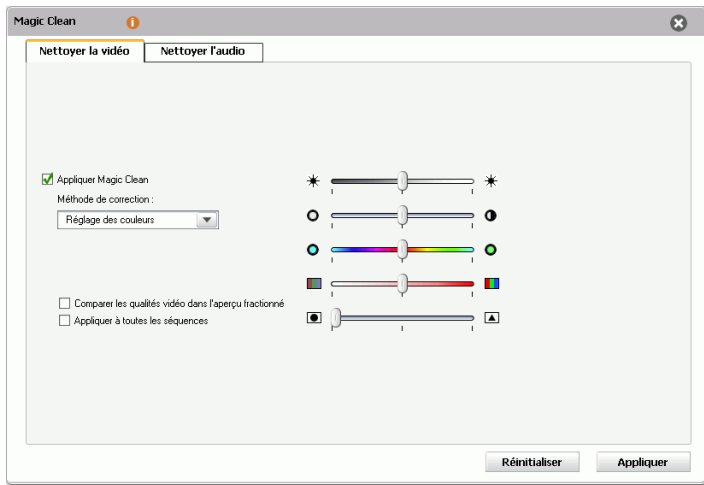 Magic Clean
Nettoyer la vidéo
Nettoyer l'audio
Appliquer Magic Clean
Méthode de correction :
Réglage des couleurs
Comparer les qualités vidéo dans l'aperçu fractionné
Appliquer à toutes les séquences
Réinitialiser
Appliquer